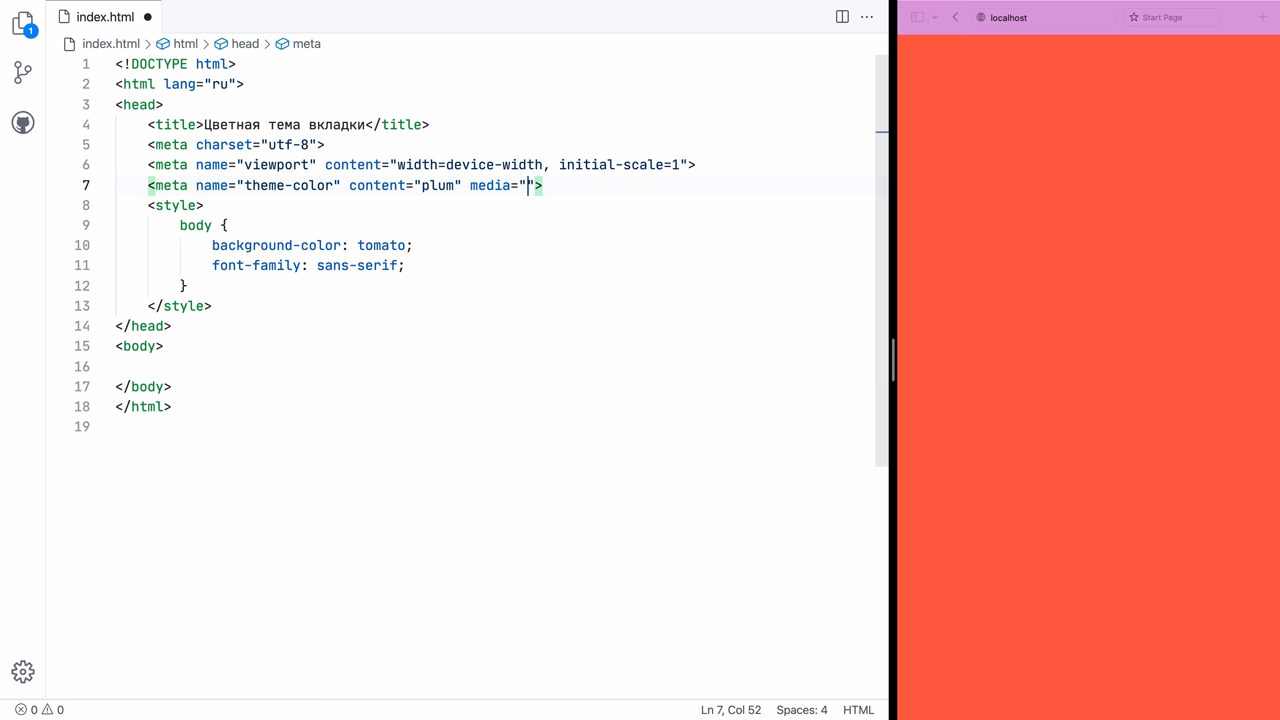 1
index.html
index.html html head meta
1 <!DOCTYPE html>
2 <html lang="ru">
3 <head>
4 <title>Цветная тема вкладки</title>
5 <meta charset="utf-8">
6 <meta name="viewport" content="width=device-width, initial-scale=1">
7 <meta name="theme-color" content="plum" media="">
8 <style>
9 body {
10 background-color: tomato;
11 font-family: sans-serif;
12 }
13 </style>
14 </head>
15 <body>
16
17 </body>
18 </html>
19
0 0
Ln 7, Col 52 Spaces: 4 HTML
localhost
Start Page